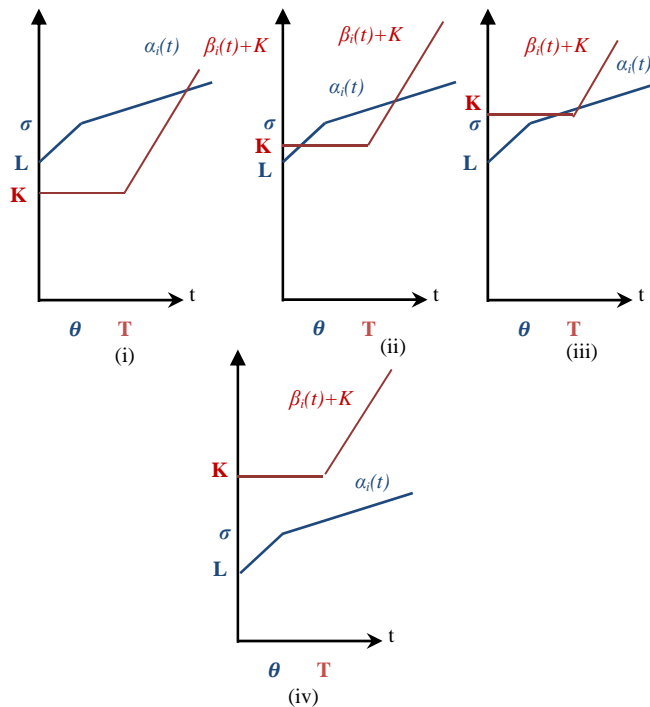 αi(t) βi(t)+K
σ
L
K
t
θ T
(i)
βi(t)+K
αi(t)
σ
K
L
t
θ T
(ii)
βi(t)+K
αi(t)
K
σ
L
t
θ T
(iii)
βi(t)+K
K
αi(t)
σ
L
t
θ T
(iv)